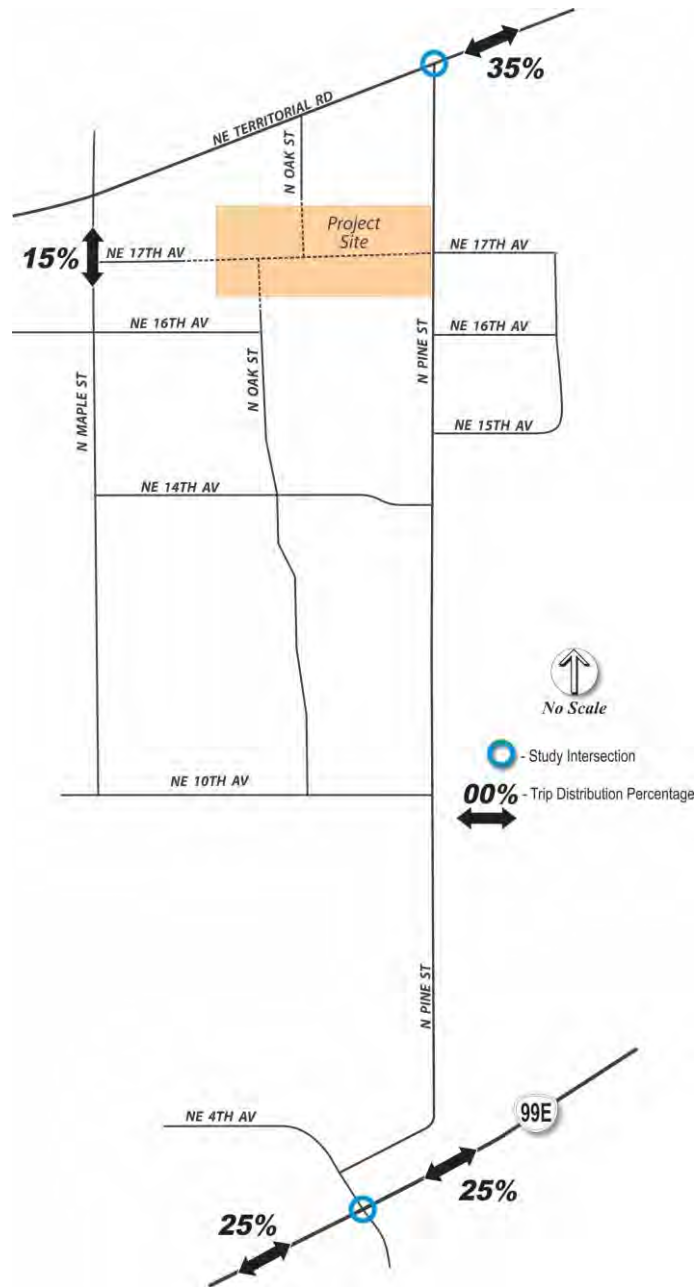 35%
NE TERRITORIAL RD
N OAK ST
Project
Site
15%
NE 17TH AV
NE 17TH AV
NE 16TH AV
NE 16TH AV
N MAPLE ST
N OAK ST
N PINE ST
NE 15TH AV
NE 14TH AV
No Scale
- Study Intersection
NE 10TH AV
00% - Trip Distribution Percentage
N PINE ST
NE 4TH AV
99E
25%
25%